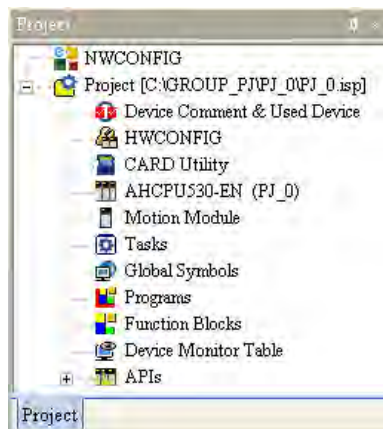 Project
NWCONFIG
Project [C:\GROUP_PJ\PJ_0\PJ_0.isp]
Device Comment & Used Device
HWCONFIG
CARD Utility
AHCPU530-EN (PJ_0)
Motion Module
Tasks
Global Symbols
Programs
Function Blocks
Device Monitor Table
APIs
Project